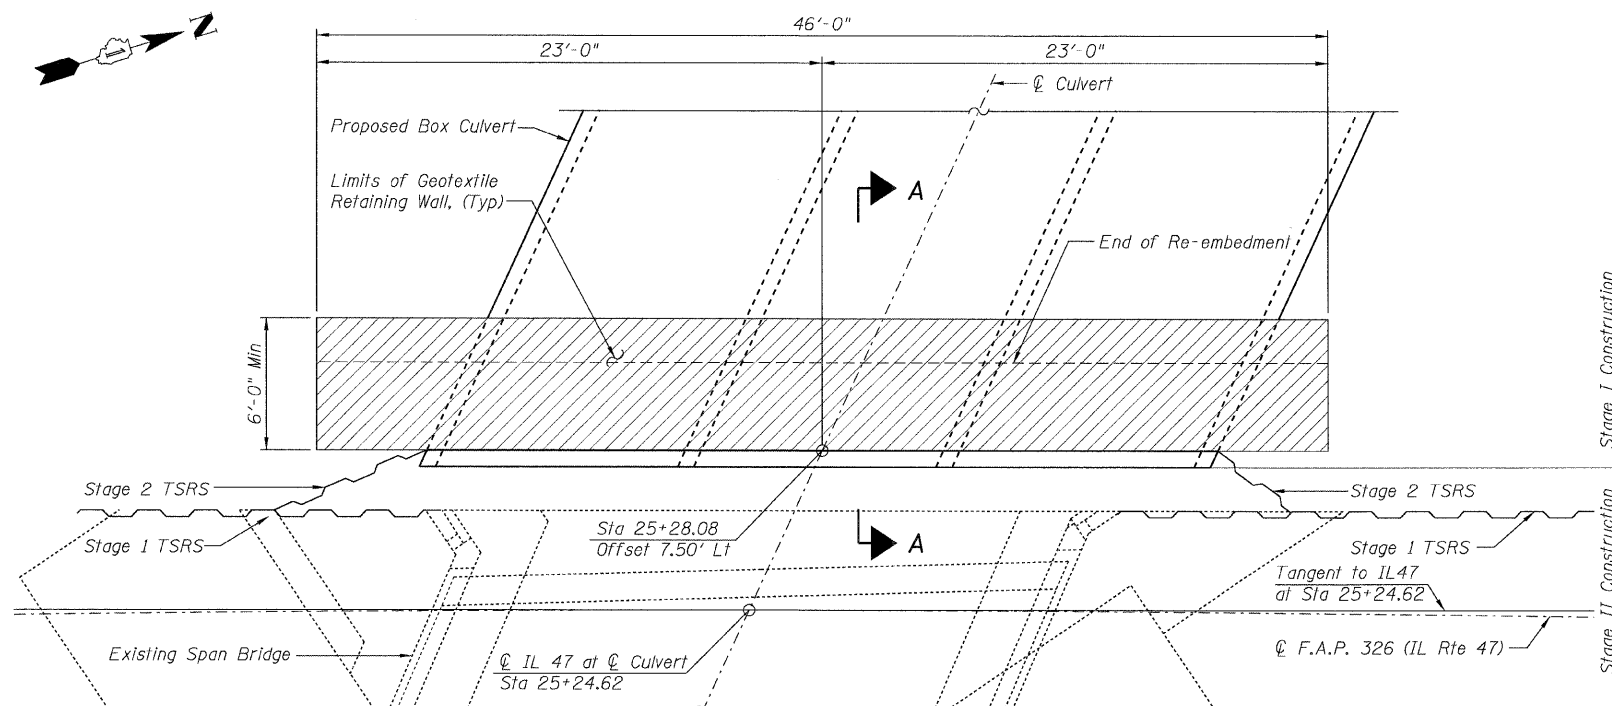 N
46'-0"
23'-0"
23'-0"
℄ Culvert
Proposed Box Culvert
Limits of Geotextile
Retaining Wall, (Typ)
A
End of Re-embedment
6'-0" Min
Stage I Construction
Stage 2 TSRS
Stage 2 TSRS
Stage 1 TSRS
Sta 25+28.08
Offset 7.50' Lt
A
Stage 1 TSRS
Tangent to IL47
at Sta 25+24.62
Stage II Construction
Existing Span Bridge
℄ IL 47 at ℄ Culvert
Sta 25+24.62
℄ F.A.P. 326 (IL Rte 47)